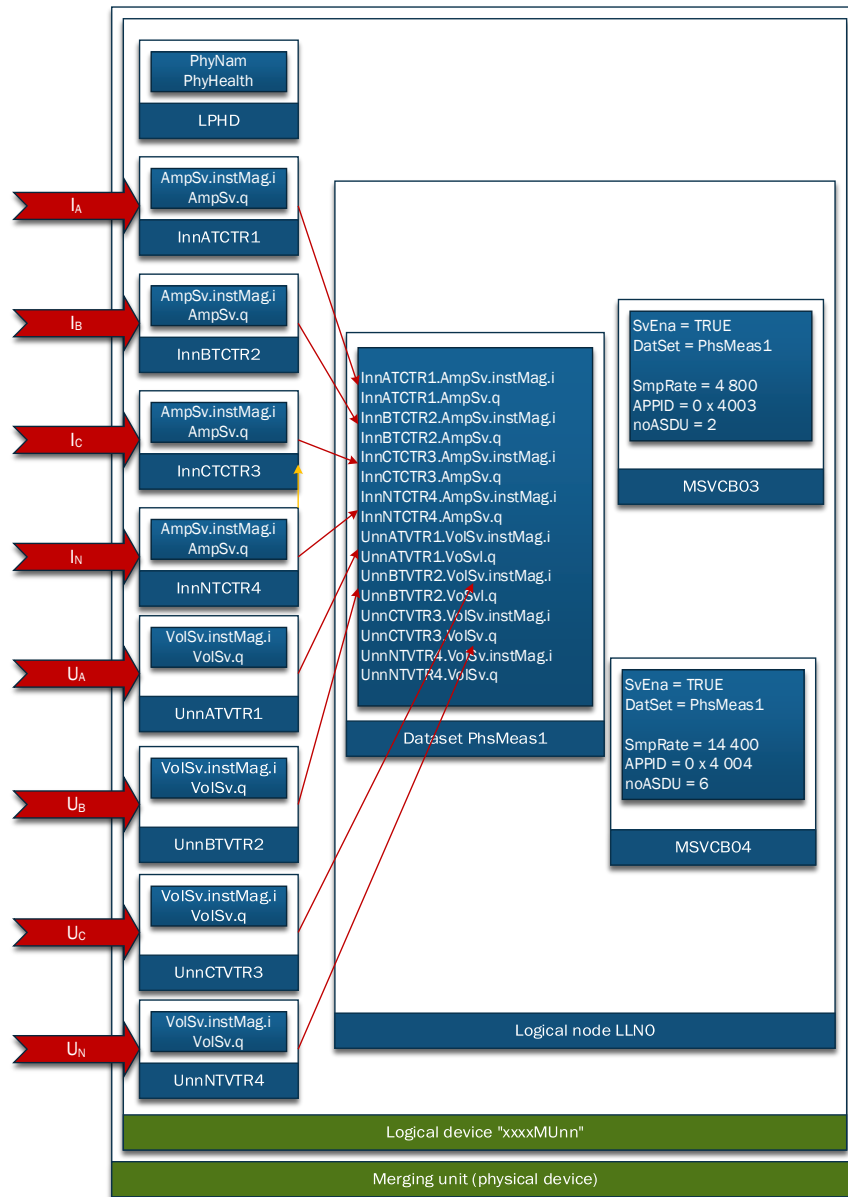 PhyNam
PhyHealth
LPHD
IA
AmpSv.instMag.i
AmpSv.q
InnATCTR1
IB
AmpSv.instMag.i
AmpSv.q
InnBTCTR2
IC
AmpSv.instMag.i
AmpSv.q
InnCTCTR3
IN
AmpSv.instMag.i
AmpSv.q
InnNTCTR4
UA
VolSv.instMag.i
VolSv.q
UnnATVTR1
UB
VolSv.instMag.i
VolSv.q
UnnBTVTR2
UC
VolSv.instMag.i
VolSv.q
UnnCTVTR3
UN
VolSv.instMag.i
VolSv.q
UnnNTVTR4
InnATCTR1.AmpSv.instMag.i
InnATCTR1.AmpSv.q
InnBTCTR2.AmpSv.instMag.i
InnBTCTR2.AmpSv.q
InnCTCTR3.AmpSv.instMag.i
InnCTCTR3.AmpSv.q
InnNTCTR4.AmpSv.instMag.i
InnNTCTR4.AmpSv.q
UnnATVTR1.VolSv.instMag.i
UnnATVTR1.VoSvl.q
UnnBTVTR2.VolSv.instMag.i
UnnBTVTR2.VoSvl.q
UnnCTVTR3.VolSv.instMag.i
UnnCTVTR3.VolSv.q
UnnNTVTR4.VolSv.instMag.i
UnnNTVTR4.VolSv.q
Dataset PhsMeas1
SvEna = TRUE
DatSet = PhsMeas1
SmpRate = 4 800
APPID = 0 x 4003
noASDU = 2
MSVCB03
SvEna = TRUE
DatSet = PhsMeas1
SmpRate = 14 400
APPID = 0 x 4 004
noASDU = 6
MSVCB04
Logical node LLN0
Logical device "xxxxMUnn"
Merging unit (physical device)